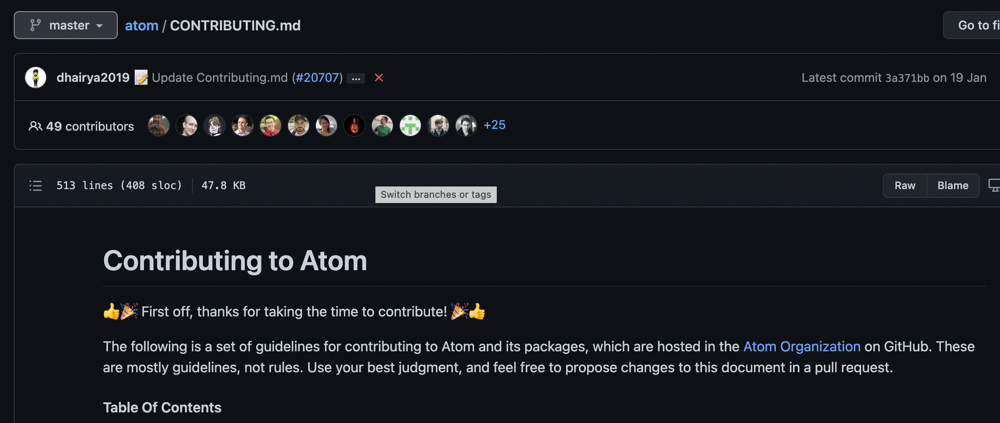 master atom / CONTRIBUTING.md Go to fi
dhairya2019 📝 Update Contributing.md (#20707) ... Latest commit 3a371bb on 19 Jan
49 contributors +25
513 lines (408 sloc) 47.8 KB Raw Blame
Switch branches or tags
Contributing to Atom
👍🎉 First off, thanks for taking the time to contribute! 🎉👍
The following is a set of guidelines for contributing to Atom and its packages, which are hosted in the Atom Organization on GitHub. These
are mostly guidelines, not rules. Use your best judgment, and feel free to propose changes to this document in a pull request.
Table Of Contents